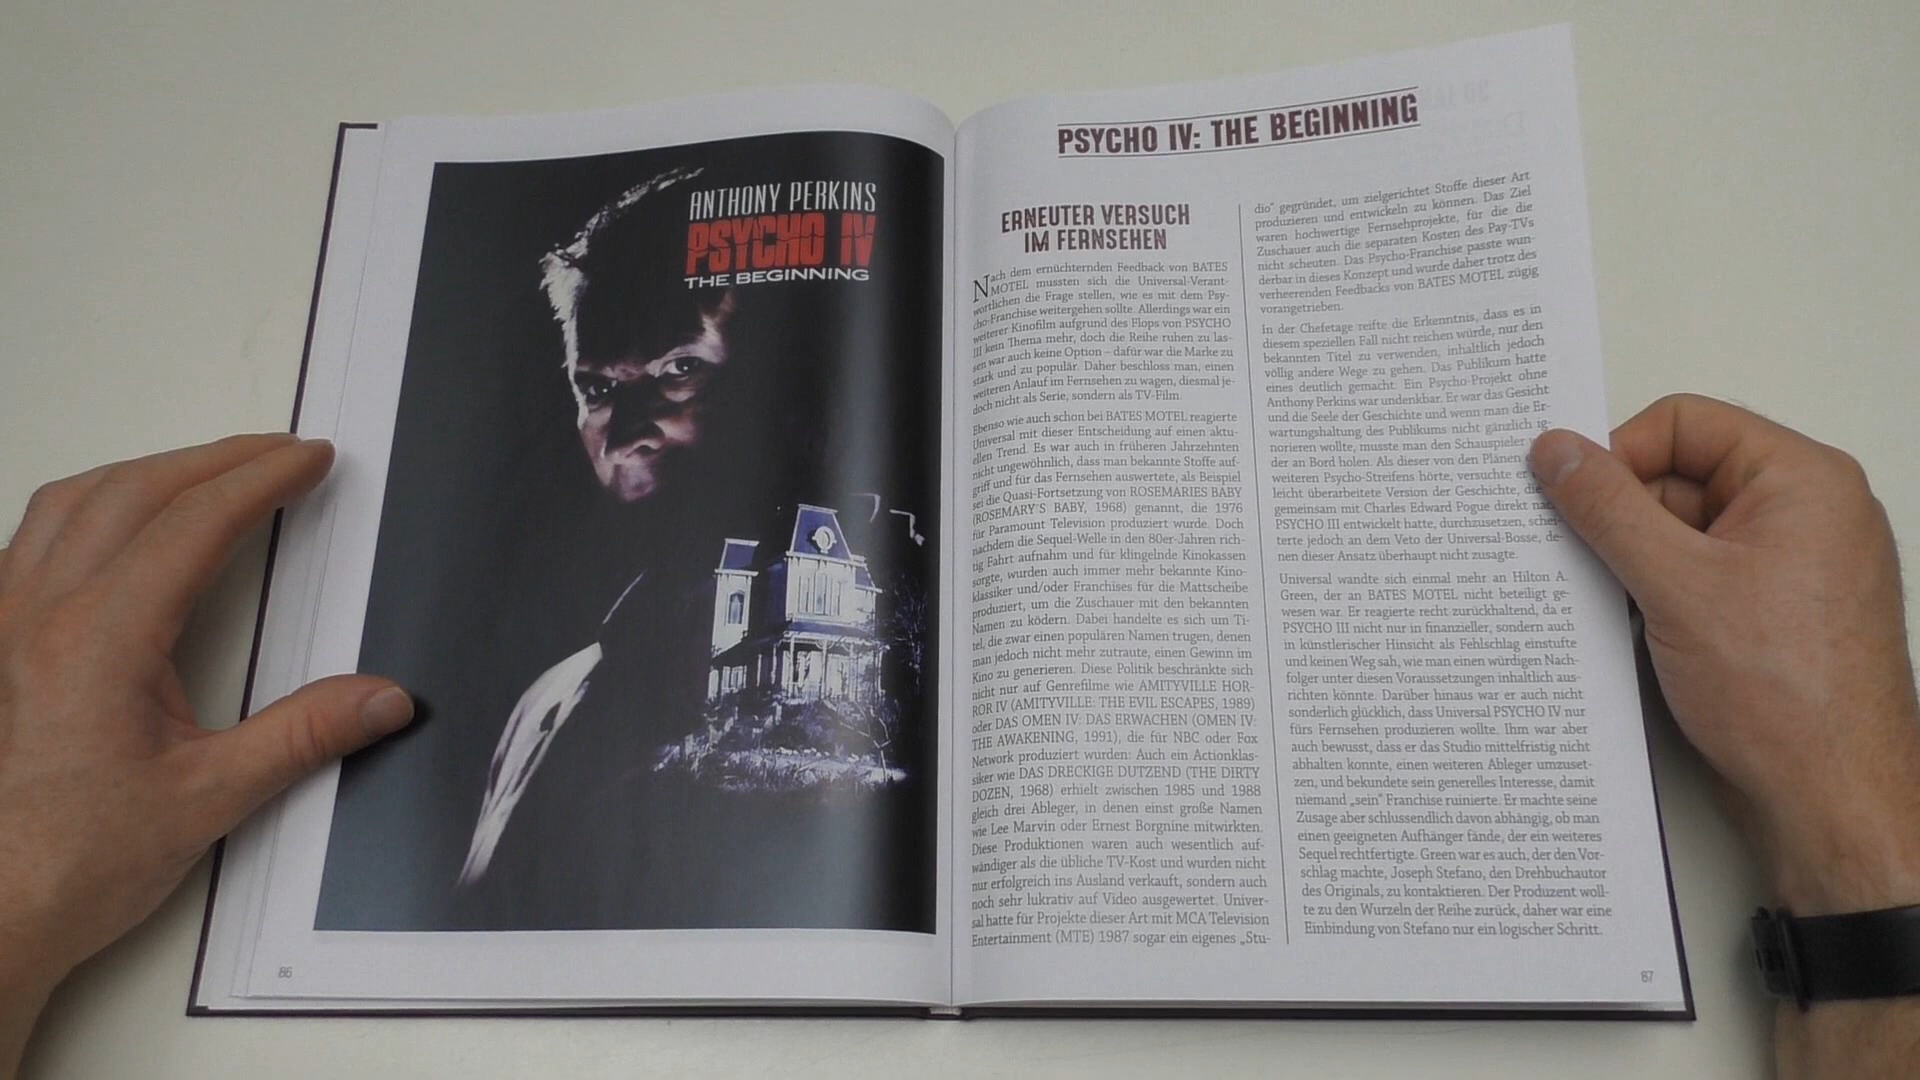 ANTHONY PERKINS
PSYCHO IV
THE BEGINNING
86
PSYCHO IV: THE BEGINNING
ERNEUTER VERSUCH
IM FERNSEHEN
Nach dem ernüchternden Feedback von BATES
MOTEL mussten sich die Universal-Verant-
wortlichen die Frage stellen, wie es mit dem Psy-
cho-Franchise weitergehen sollte. Allerdings war ein
weiterer Kinofilm aufgrund des Flops von PSYCHO
III kein Thema mehr, doch die Reihe ruhen zu las-
sen war auch keine Option – dafür war die Marke zu
stark und zu populär. Daher beschloss man, einen
weiteren Anlauf im Fernsehen zu wagen, diesmal je-
doch nicht als Serie, sondern als TV-Film.
Ebenso wie auch schon bei BATES MOTEL reagierte
Universal mit dieser Entscheidung auf einen aktu-
ellen Trend. Es war auch in früheren Jahrzehnten
nicht ungewöhnlich, dass man bekannte Stoffe auf-
griff und für das Fernsehen auswertete, als Beispiel
sei die Quasi-Fortsetzung von ROSEMARIES BABY
(ROSEMARY'S BABY, 1968) genannt, die 1976
für Paramount Television produziert wurde. Doch
nachdem die Sequel-Welle in den 80er-Jahren rich-
tig Fahrt aufnahm und für klingelnde Kinokassen
sorgte, wurden auch immer mehr bekannte Kino-
klassiker und/oder Franchises für die Mattscheibe
produziert, um die Zuschauer mit den bekannten
Namen zu ködern. Dabei handelte es sich um Ti-
tel, die zwar einen populären Namen trugen, denen
man jedoch nicht mehr zutraute, einen Gewinn im
Kino zu generieren. Diese Politik beschränkte sich
nicht nur auf Genrefilme wie AMITYVILLE HOR-
ROR IV (AMITYVILLE: THE EVIL ESCAPES, 1989)
oder DAS OMEN IV: DAS ERWACHEN (OMEN IV:
THE AWAKENING, 1991), die für NBC oder Fox
Network produziert wurden: Auch ein Actionklas-
siker wie DAS DRECKIGE DUTZEND (THE DIRTY
DOZEN, 1968) erhielt zwischen 1985 und 1988
gleich drei Ableger, in denen einst große Namen
wie Lee Marvin oder Ernest Borgnine mitwirkten.
Diese Produktionen waren auch wesentlich auf-
wändiger als die übliche TV-Kost und wurden nicht
nur erfolgreich ins Ausland verkauft, sondern auch
noch sehr lukrativ auf Video ausgewertet. Univer-
sal hatte für Projekte dieser Art mit MCA Television
Entertainment (MTE) 1987 sogar ein eigenes „Stu-
dio“ gegründet, um zielgerichtet Stoffe dieser Art
produzieren und entwickeln zu können. Das Ziel
waren hochwertige Fernsehprojekte, für die die
Zuschauer auch die separaten Kosten des Pay-TVs
nicht scheuten. Das Psycho-Franchise passte wun-
derbar in dieses Konzept und wurde daher trotz des
verheerenden Feedbacks von BATES MOTEL zügig
vorangetrieben.
In der Chefetage reifte die Erkenntnis, dass es in
diesem speziellen Fall nicht reichen würde, nur den
bekannten Titel zu verwenden, inhaltlich jedoch
völlig andere Wege zu gehen. Das Publikum hatte
eines deutlich gemacht: Ein Psycho-Projekt ohne
Anthony Perkins war undenkbar. Er war das Gesicht
und die Seele der Geschichte und wenn man die Er-
wartungshaltung des Publikums nicht gänzlich ig-
norieren wollte, musste man den Schauspieler
der an Bord holen. Als dieser von den Plänen
weiteren Psycho-Streifens hörte, versuchte er
leicht überarbeitete Version der Geschichte, die
gemeinsam mit Charles Edward Pogue direkt nach
PSYCHO III entwickelt hatte, durchzusetzen, schei-
terte jedoch an dem Veto der Universal-Bosse, de-
nen dieser Ansatz überhaupt nicht zusagte.
Universal wandte sich einmal mehr an Hilton A.
Green, der an BATES MOTEL nicht beteiligt ge-
wesen war. Er reagierte recht zurückhaltend, da er
PSYCHO III nicht nur in finanzieller, sondern auch
in künstlerischer Hinsicht als Fehlschlag einstufte
und keinen Weg sah, wie man einen würdigen Nach-
folger unter diesen Voraussetzungen inhaltlich aus-
richten könnte. Darüber hinaus war er auch nicht
sonderlich glücklich, dass Universal PSYCHO IV nur
fürs Fernsehen produzieren wollte. Ihm war aber
auch bewusst, dass er das Studio mittelfristig nicht
abhalten konnte, einen weiteren Ableger umzuset-
zen, und bekundete sein generelles Interesse, damit
niemand „sein“ Franchise ruinierte. Er machte seine
Zusage aber schlussendlich davon abhängig, ob man
einen geeigneten Aufhänger fände, der ein weiteres
Sequel rechtfertigte. Green war es auch, der den Vor-
schlag machte, Joseph Stefano, den Drehbuchautor
des Originals, zu kontaktieren. Der Produzent woll-
te zu den Wurzeln der Reihe zurück, daher war eine
Einbindung von Stefano nur ein logischer Schritt.
87